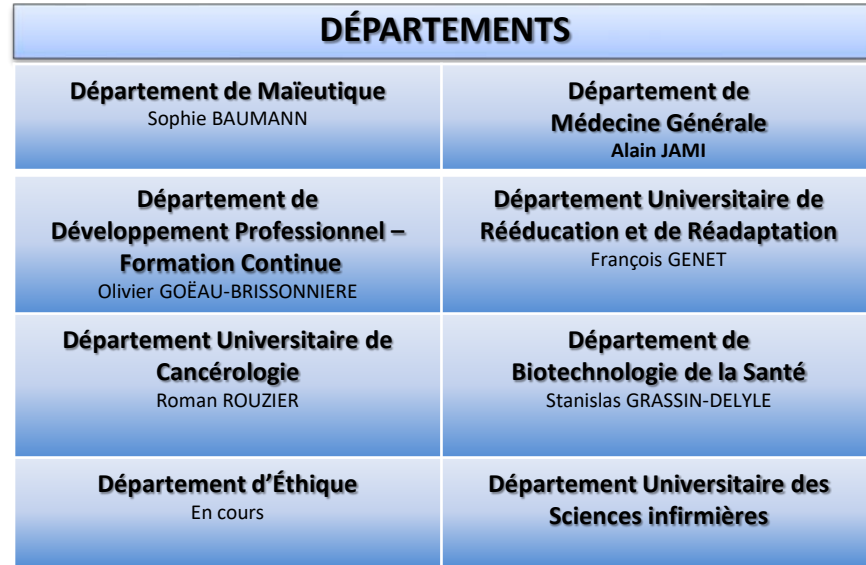 DÉPARTEMENTS
Département de Maïeutique
Sophie BAUMANN
Département de
Médecine Générale
Alain JAMI
Département de
Développement Professionnel –
Formation Continue
Olivier GOËAU-BRISSONNIERE
Département Universitaire de
Rééducation et de Réadaptation
François GENET
Département Universitaire de
Cancérologie
Roman ROUZIER
Département de
Biotechnologie de la Santé
Stanislas GRASSIN-DELYLE
Département d’Éthique
En cours
Département Universitaire des
Sciences infirmières